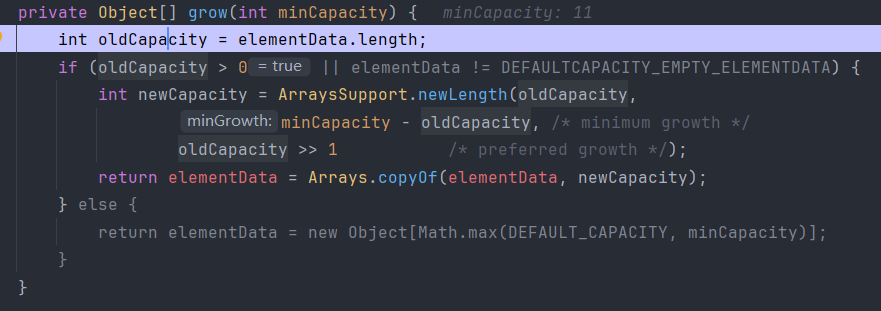 private Object[] grow(int minCapacity) {   minCapacity: 11
int oldCapacity = elementData.length;
if (oldCapacity > 0 = true || elementData != DEFAULTCAPACITY_EMPTY_ELEMENTDATA) {
int newCapacity = ArraysSupport.newLength(oldCapacity,
minGrowth: minCapacity - oldCapacity, /* minimum growth */
oldCapacity >> 1           /* preferred growth */);
return elementData = Arrays.copyOf(elementData, newCapacity);
} else {
return elementData = new Object[Math.max(DEFAULT_CAPACITY, minCapacity)];
}
}